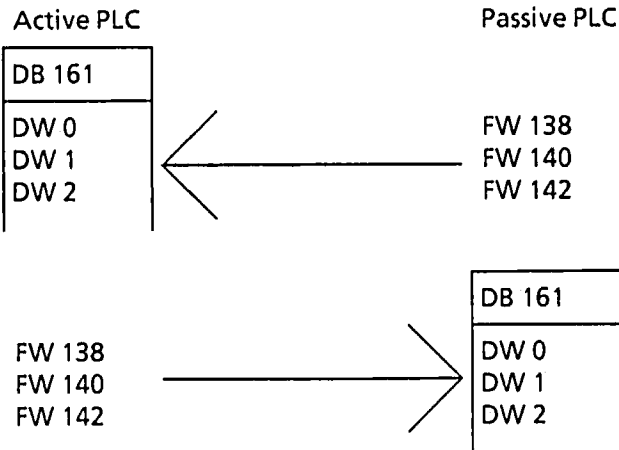 Active PLC
Passive PLC
DB 161
DW 0
DW 1
DW 2
FW 138
FW 140
FW 142
DB 161
FW 138
FW 140
FW 142
DW 0
DW 1
DW 2